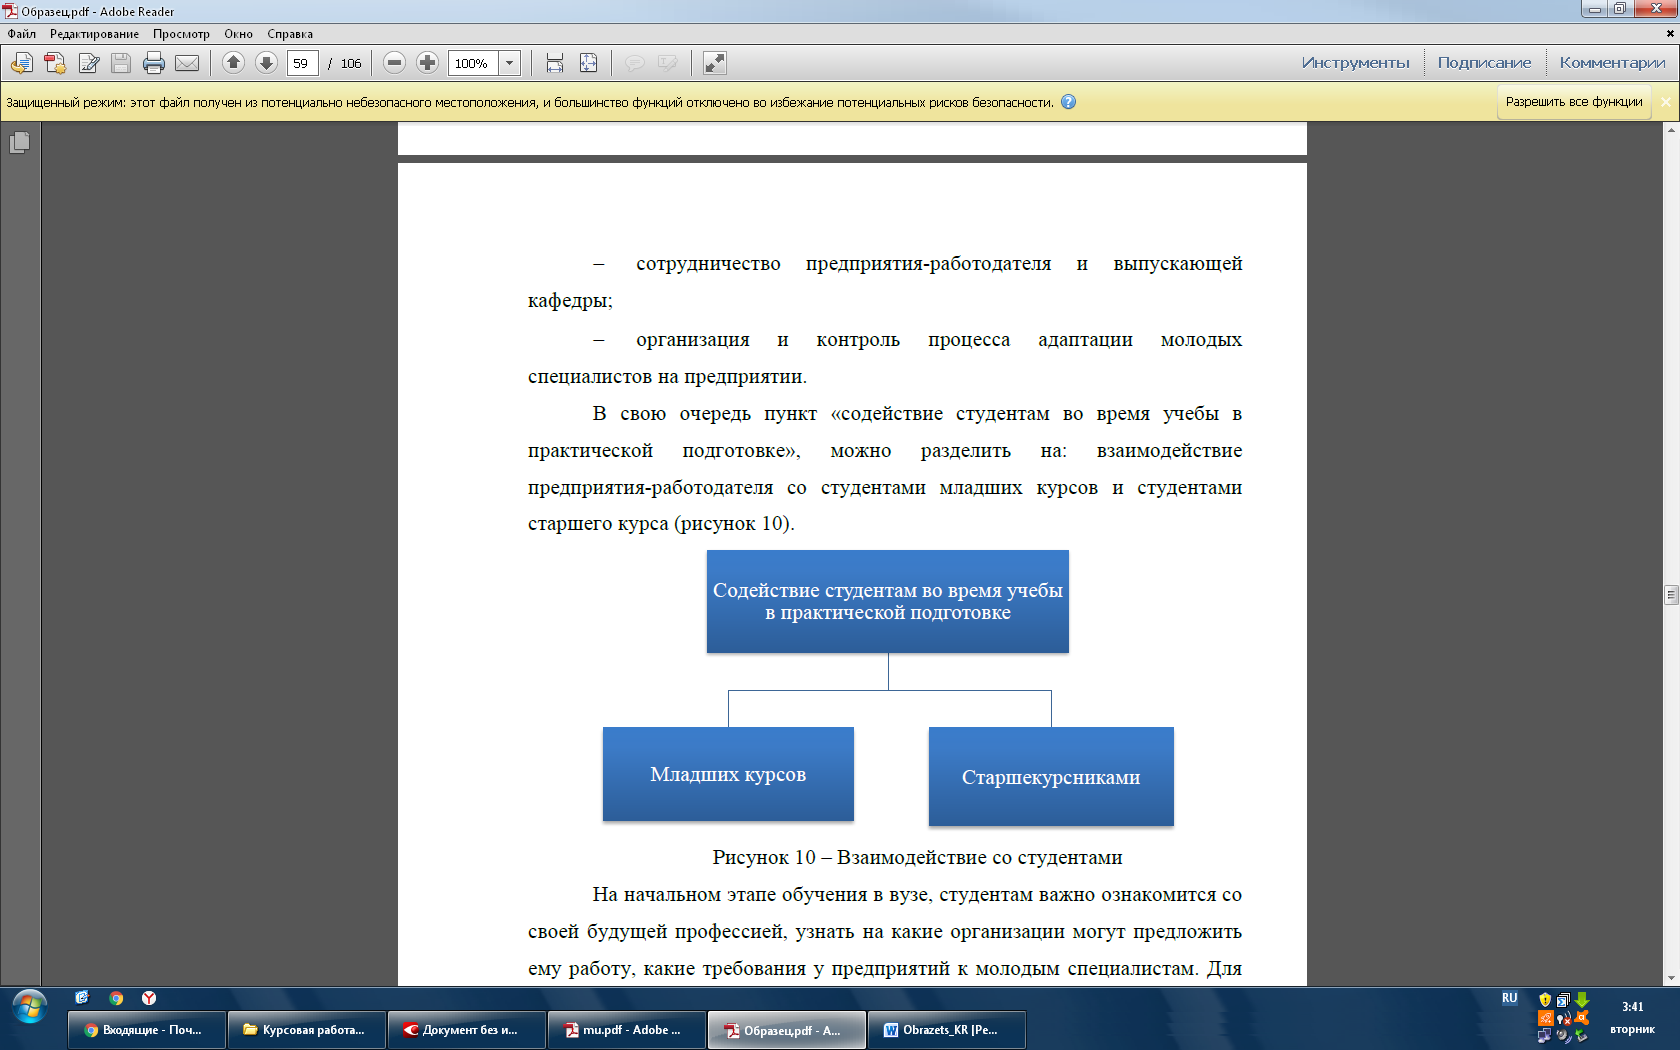 Образец.pdf - Adobe Reader
Файл Редактирование Просмотр Окно Справка
59 / 106 100% Инструменты Подписание Комментарии
Защищенный режим: этот файл получен из потенциально небезопасного местоположения, и большинство функций отключено во избежание потенциальных рисков безопасности. Разрешить все функции
– сотрудничество предприятия-работодателя и выпускающей
кафедры;
– организация и контроль процесса адаптации молодых
специалистов на предприятии.
В свою очередь пункт «содействие студентам во время учебы в
практической подготовке», можно разделить на: взаимодействие
предприятия-работодателя со студентами младших курсов и студентами
старшего курса (рисунок 10).
Содействие студентам во время учебы
в практической подготовке
Младших курсов
Старшекурсниками
Рисунок 10 – Взаимодействие со студентами
На начальном этапе обучения в вузе, студентам важно ознакомится со
своей будущей профессией, узнать на какие организации могут предложить
ему работу, какие требования у предприятий к молодым специалистам. Для
RU
3:41
вторник
Входящие - Поч... Курсовая работа... Документ без и... mu.pdf - Adobe ... Образец.pdf - A... Obrazets_KR [Ре...